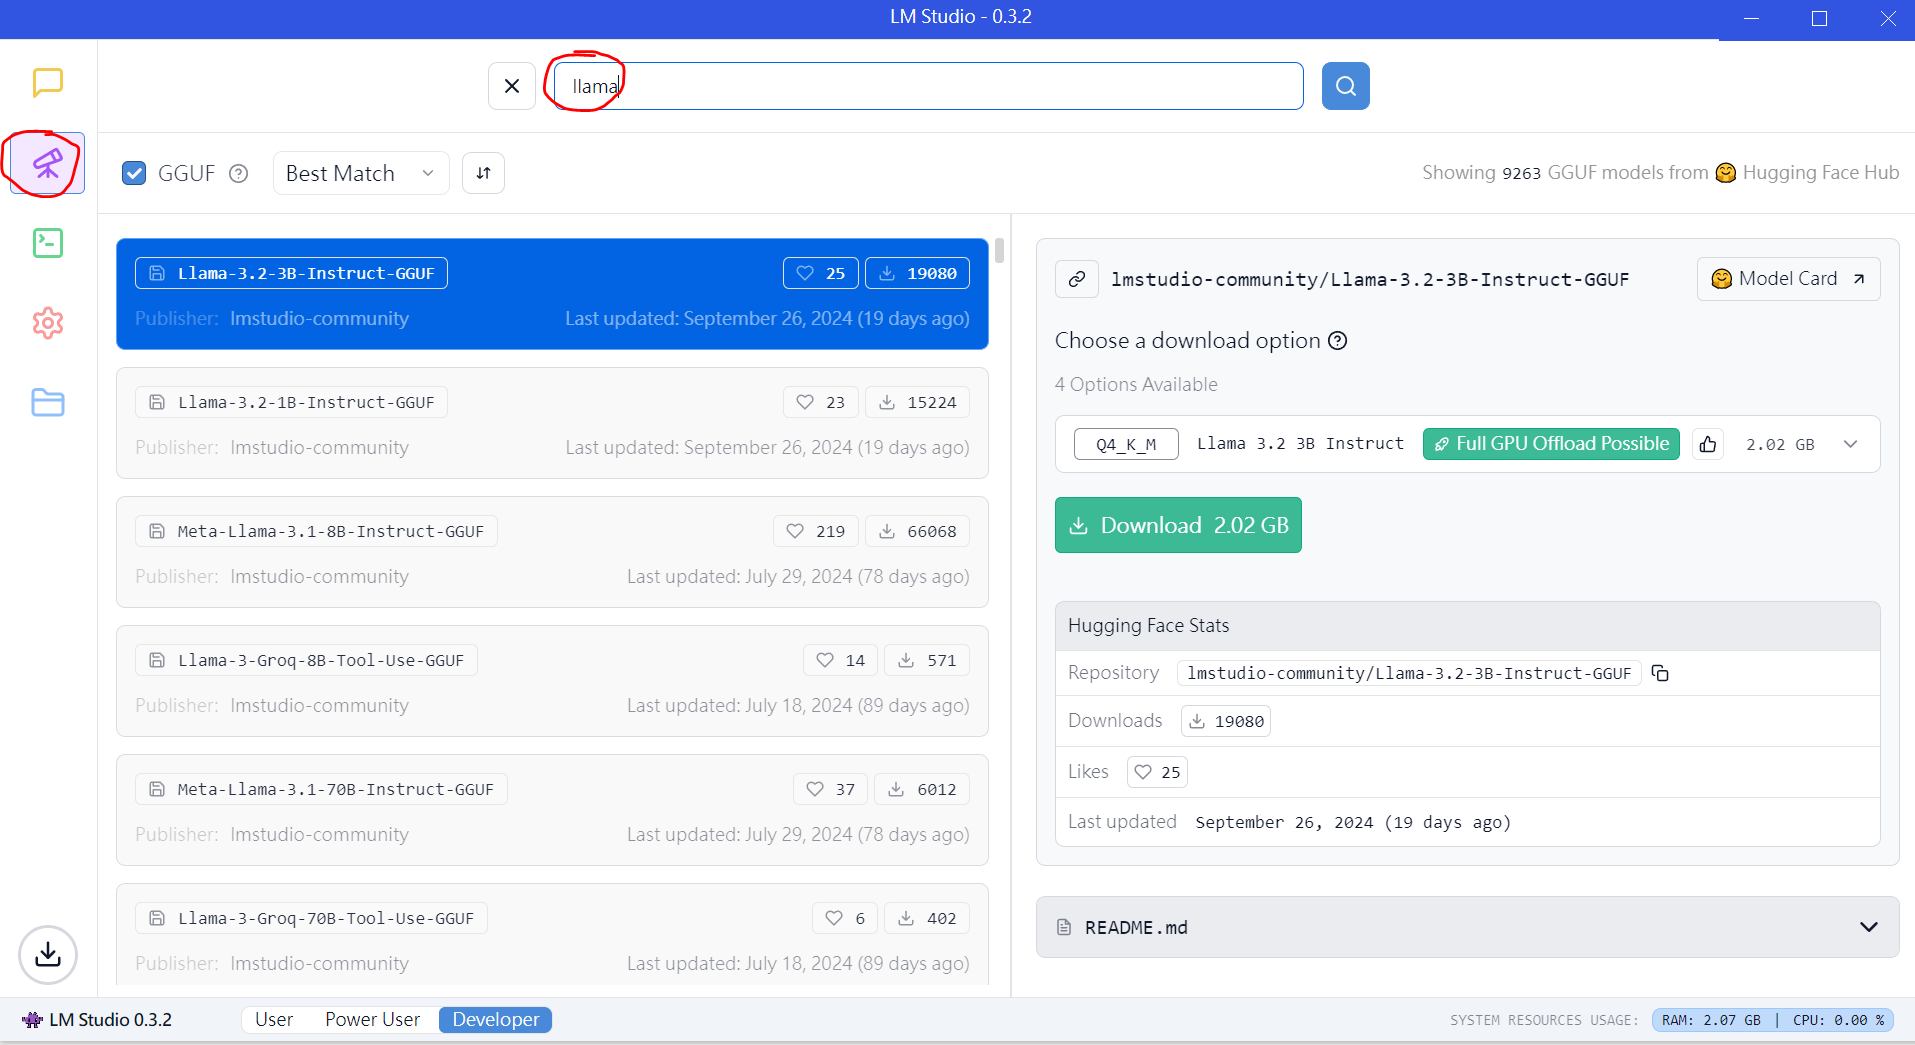 LM Studio - 0.3.2
llama
GGUF
Best Match
Showing 9263 GGUF models from 🤗 Hugging Face Hub
Llama-3.2-3B-Instruct-GGUF 25 19080
Publisher: lmstudio-community Last updated: September 26, 2024 (19 days ago)
Llama-3.2-1B-Instruct-GGUF 23 15224
Publisher: lmstudio-community Last updated: September 26, 2024 (19 days ago)
Meta-Llama-3.1-8B-Instruct-GGUF 219 66068
Publisher: lmstudio-community Last updated: July 29, 2024 (78 days ago)
Llama-3-Groq-8B-Tool-Use-GGUF 14 571
Publisher: lmstudio-community Last updated: July 18, 2024 (89 days ago)
Meta-Llama-3.1-70B-Instruct-GGUF 37 6012
Publisher: lmstudio-community Last updated: July 29, 2024 (78 days ago)
Llama-3-Groq-70B-Tool-Use-GGUF 6 402
Publisher: lmstudio-community Last updated: July 18, 2024 (89 days ago)
lmstudio-community/Llama-3.2-3B-Instruct-GGUF
🤗 Model Card
Choose a download option
4 Options Available
Q4_K_M Llama 3.2 3B Instruct Full GPU Offload Possible 2.02 GB
Download 2.02 GB
Hugging Face Stats
Repository lmstudio-community/Llama-3.2-3B-Instruct-GGUF
Downloads 19080
Likes 25
Last updated September 26, 2024 (19 days ago)
README.md
LM Studio 0.3.2
User Power User Developer
SYSTEM RESOURCES USAGE: RAM: 2.07 GB | CPU: 0.00 %